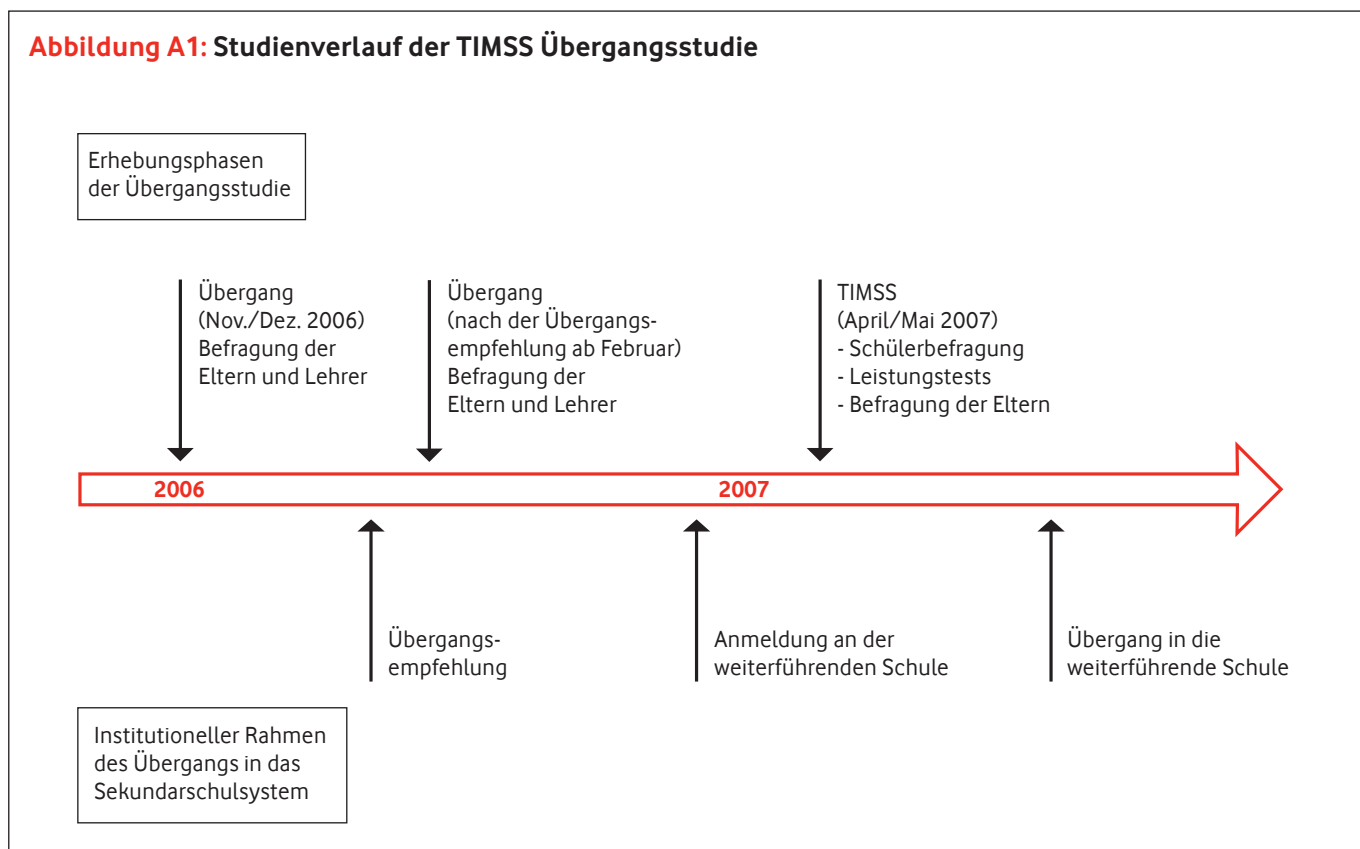 Abbildung A1: Studienverlauf der TIMSS Übergangsstudie
Erhebungsphasen
der Übergangsstudie
Übergang
(Nov./Dez. 2006)
Befragung der
Eltern und Lehrer
Übergang
(nach der Übergangs-
empfehlung ab Februar)
Befragung der
Eltern und Lehrer
TIMSS
(April/Mai 2007)
- Schülerbefragung
- Leistungstests
- Befragung der Eltern
2006
2007
Übergangs-
empfehlung
Anmeldung an der
weiterführenden Schule
Übergang in die
weiterführende Schule
Institutioneller Rahmen
des Übergangs in das
Sekundarschulsystem